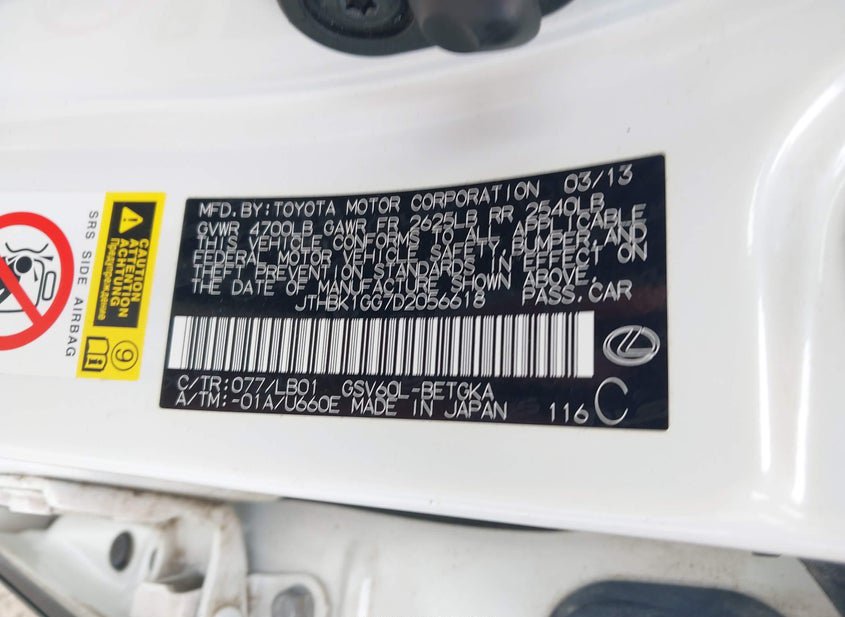 MFD.BY:TOYOTA MOTOR CORPORATION 03/13
GVWR 4700LB GAWR FR 2625LB RR 2540LB
THIS VEHICLE CONFORMS TO ALL APPLICABLE
FEDERAL MOTOR VEHICLE SAFETY, BUMPER, AND
THEFT PREVENTION STANDARDS IN EFFECT ON
THE DATE OF MANUFACTURE SHOWN ABOVE.
JTHBK1GG7D2056618 PASS.CAR
C/TR:077/LB01 GSV60L-BETGKA
A/TM:-01A/U660E MADE IN JAPAN 116C
SRS SIDE AIRBAG
CAUTION
ATTENTION
ACHTUNG
Предупреждение
9